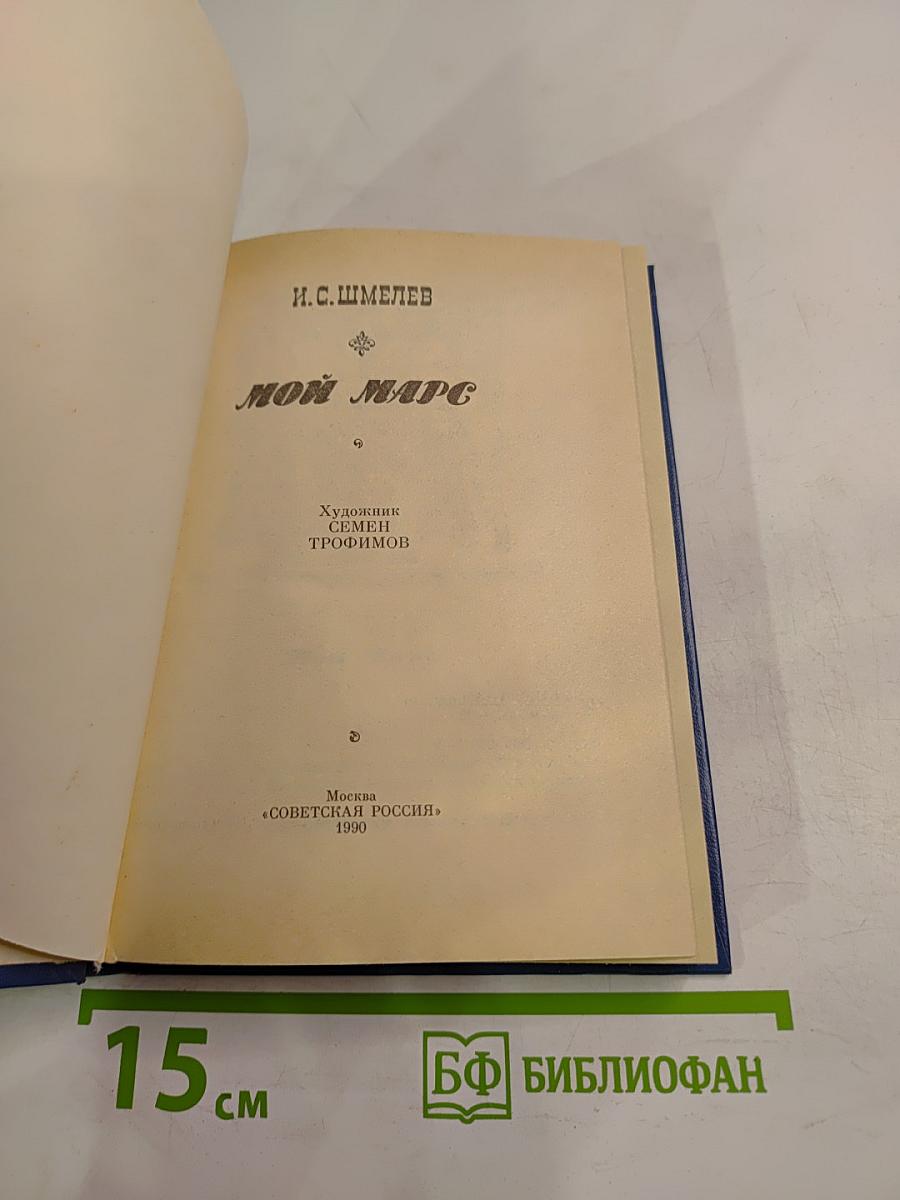 И. С. ШМЕЛЕВ
МОЙ МАРС
Художник
СЕМЕН
ТРОФИМОВ
Москва
«СОВЕТСКАЯ РОССИЯ»
1990
15 см
БФ БИБЛИОФАН